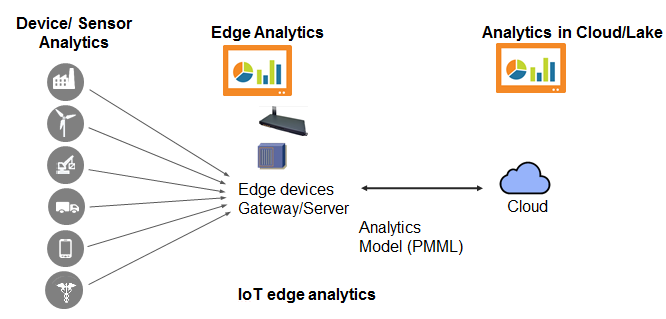 Device/ Sensor
Analytics
Edge Analytics
Analytics in Cloud/Lake
Edge devices
Gateway/Server
Cloud
Analytics
Model (PMML)
IoT edge analytics